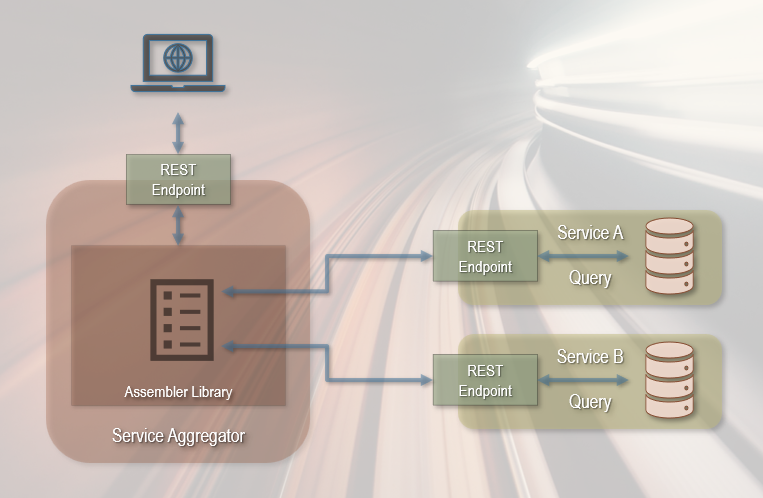 REST
Endpoint
Assembler Library
Service Aggregator
REST
Endpoint
Service A
Query
REST
Endpoint
Service B
Query